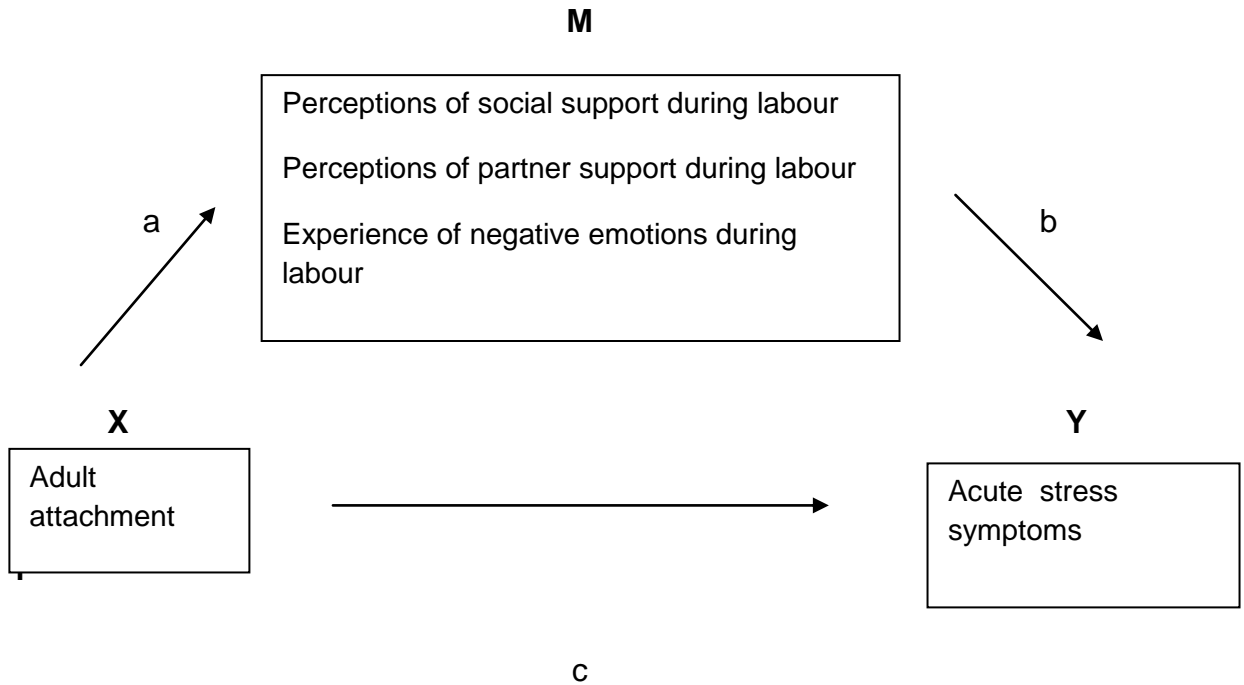 M
Perceptions of social support during labour
Perceptions of partner support during labour
Experience of negative emotions during
labour
a
b
X
Y
Adult
attachment
Acute stress
symptoms
c